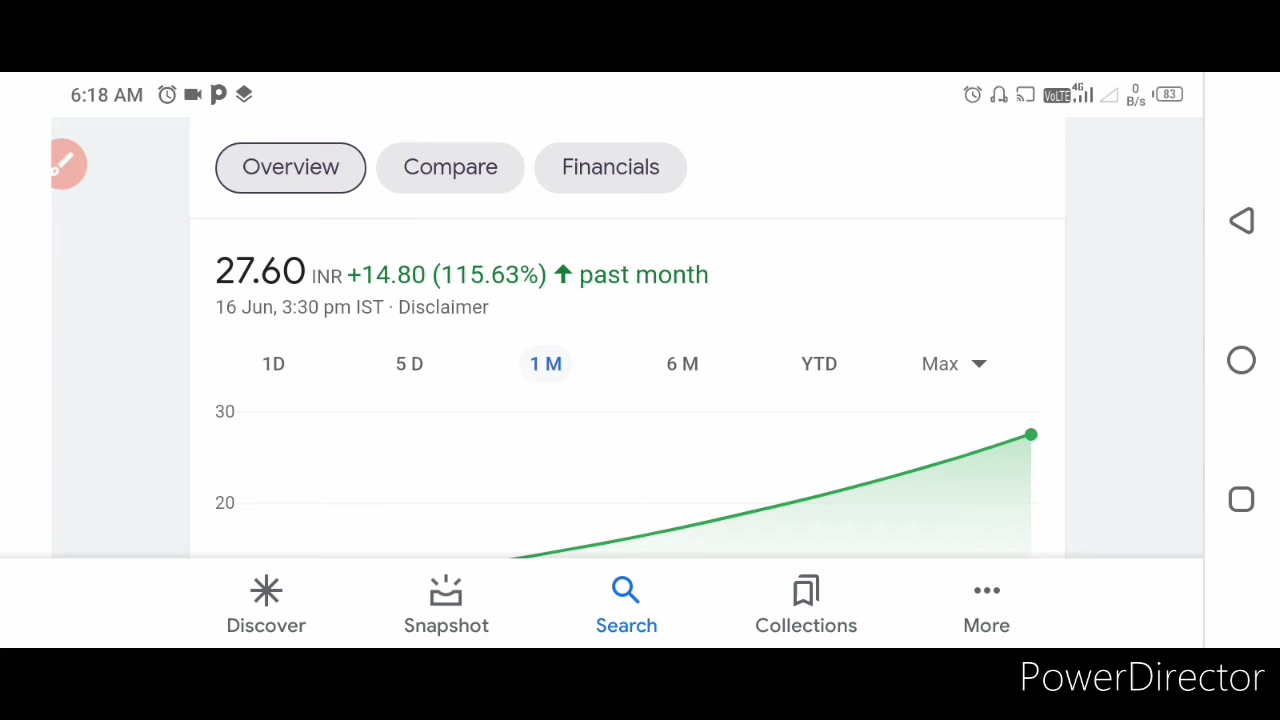 6:18 AM
4G
VoLTE
0
B/s
83
Overview Compare Financials
27.60 INR +14.80 (115.63%) ↑ past month
16 Jun, 3:30 pm IST · Disclaimer
1D 5 D 1 M 6 M YTD Max
30
20
Discover Snapshot Search Collections More
PowerDirector